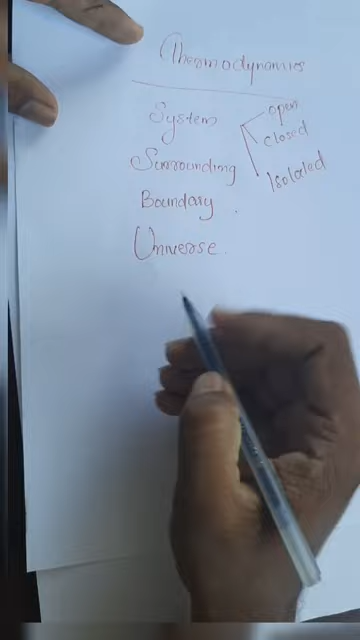 Thermodynamics
System
open
closed
Isolated
Surrounding
Boundary
Universe.